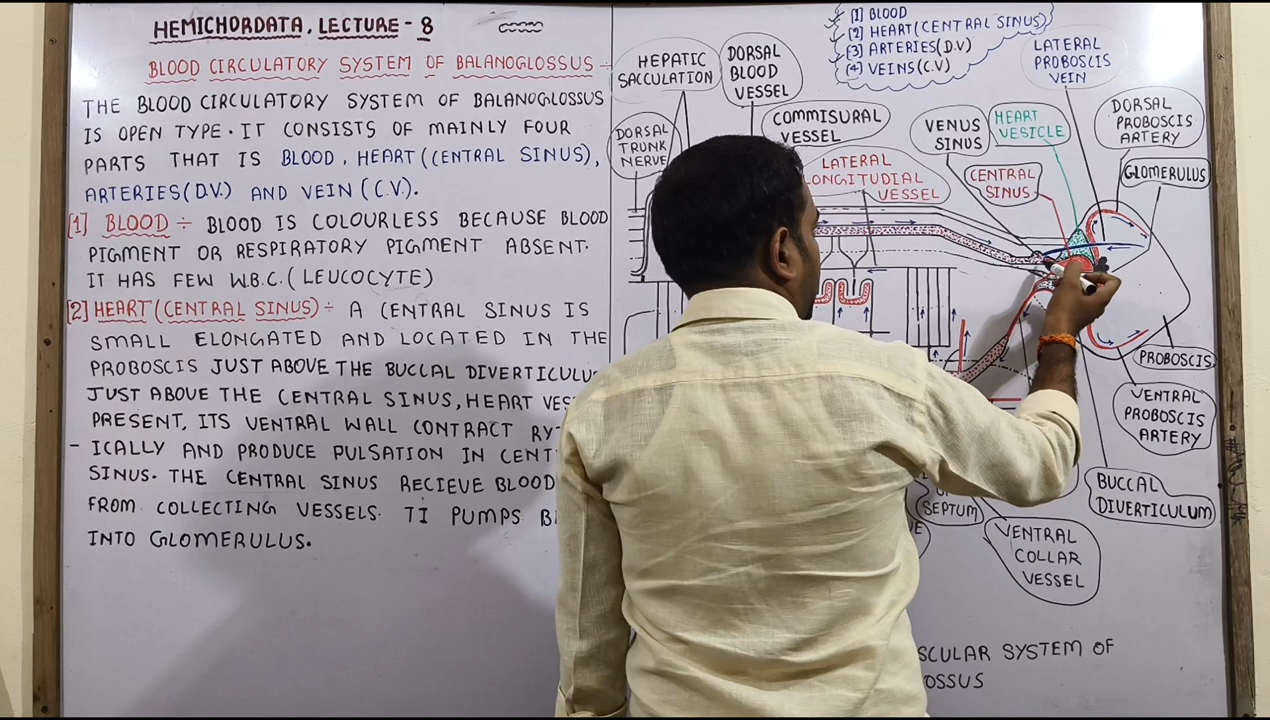 HEMICHORDATA. LECTURE - 8
BLOOD CIRCULATORY SYSTEM OF BALANOGLOSSUS ÷
THE BLOOD CIRCULATORY SYSTEM OF BALANOGLOSSUS
IS OPEN TYPE. IT CONSISTS OF MAINLY FOUR
PARTS THAT IS BLOOD, HEART (CENTRAL SINUS),
ARTERIES(D.V.) AND VEIN (C.V.).
[1] BLOOD ÷ BLOOD IS COLOURLESS BECAUSE BLOOD
PIGMENT OR RESPIRATORY PIGMENT ABSENT.
IT HAS FEW W.B.C. (LEUCOCYTE)
[2] HEART (CENTRAL SINUS) ÷ A CENTRAL SINUS IS
SMALL ELONGATED AND LOCATED IN THE
PROBOSCIS JUST ABOVE THE BUCCAL DIVERTICULU
JUST ABOVE THE CENTRAL SINUS, HEART VES
PRESENT, ITS VENTRAL WALL CONTRACT RYT
- ICALLY AND PRODUCE PULSATION IN CENT
SINUS. THE CENTRAL SINUS RECIEVE BLOOD
FROM COLLECTING VESSELS. TI PUMPS B
INTO GLOMERULUS.
[1] BLOOD
[2] HEART (CENTRAL SINUS)
[3] ARTERIES (D.V)
[4] VEINS (C.V)
HEPATIC
SACCULATION
DORSAL
BLOOD
VESSEL
LATERAL
PROBOSCIS
VEIN
DORSAL
TRUNK
NERVE
COMMISURAL
VESSEL
VENUS
SINUS
HEART
VESICLE
DORSAL
PROBOSCIS
ARTERY
LATERAL
LONGITUDIAL
VESSEL
CENTRAL
SINUS
GLOMERULUS
PROBOSCIS
VENTRAL
PROBOSCIS
ARTERY
BUCCAL
DIVERTICULUM
OF
SEPTUM
VENTRAL
COLLAR
VESSEL
SCULAR SYSTEM OF
OSSUS